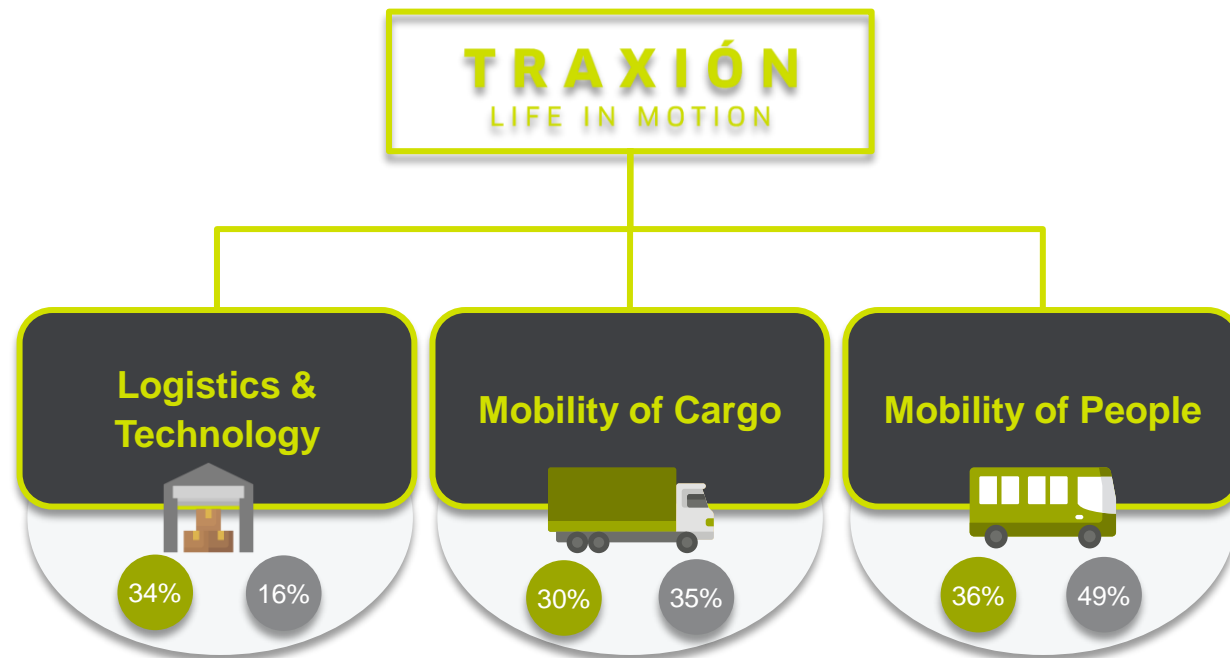 TRAXIÓN
LIFE IN MOTION
Logistics &
Technology
34%
16%
Mobility of Cargo
30%
35%
Mobility of People
36%
49%